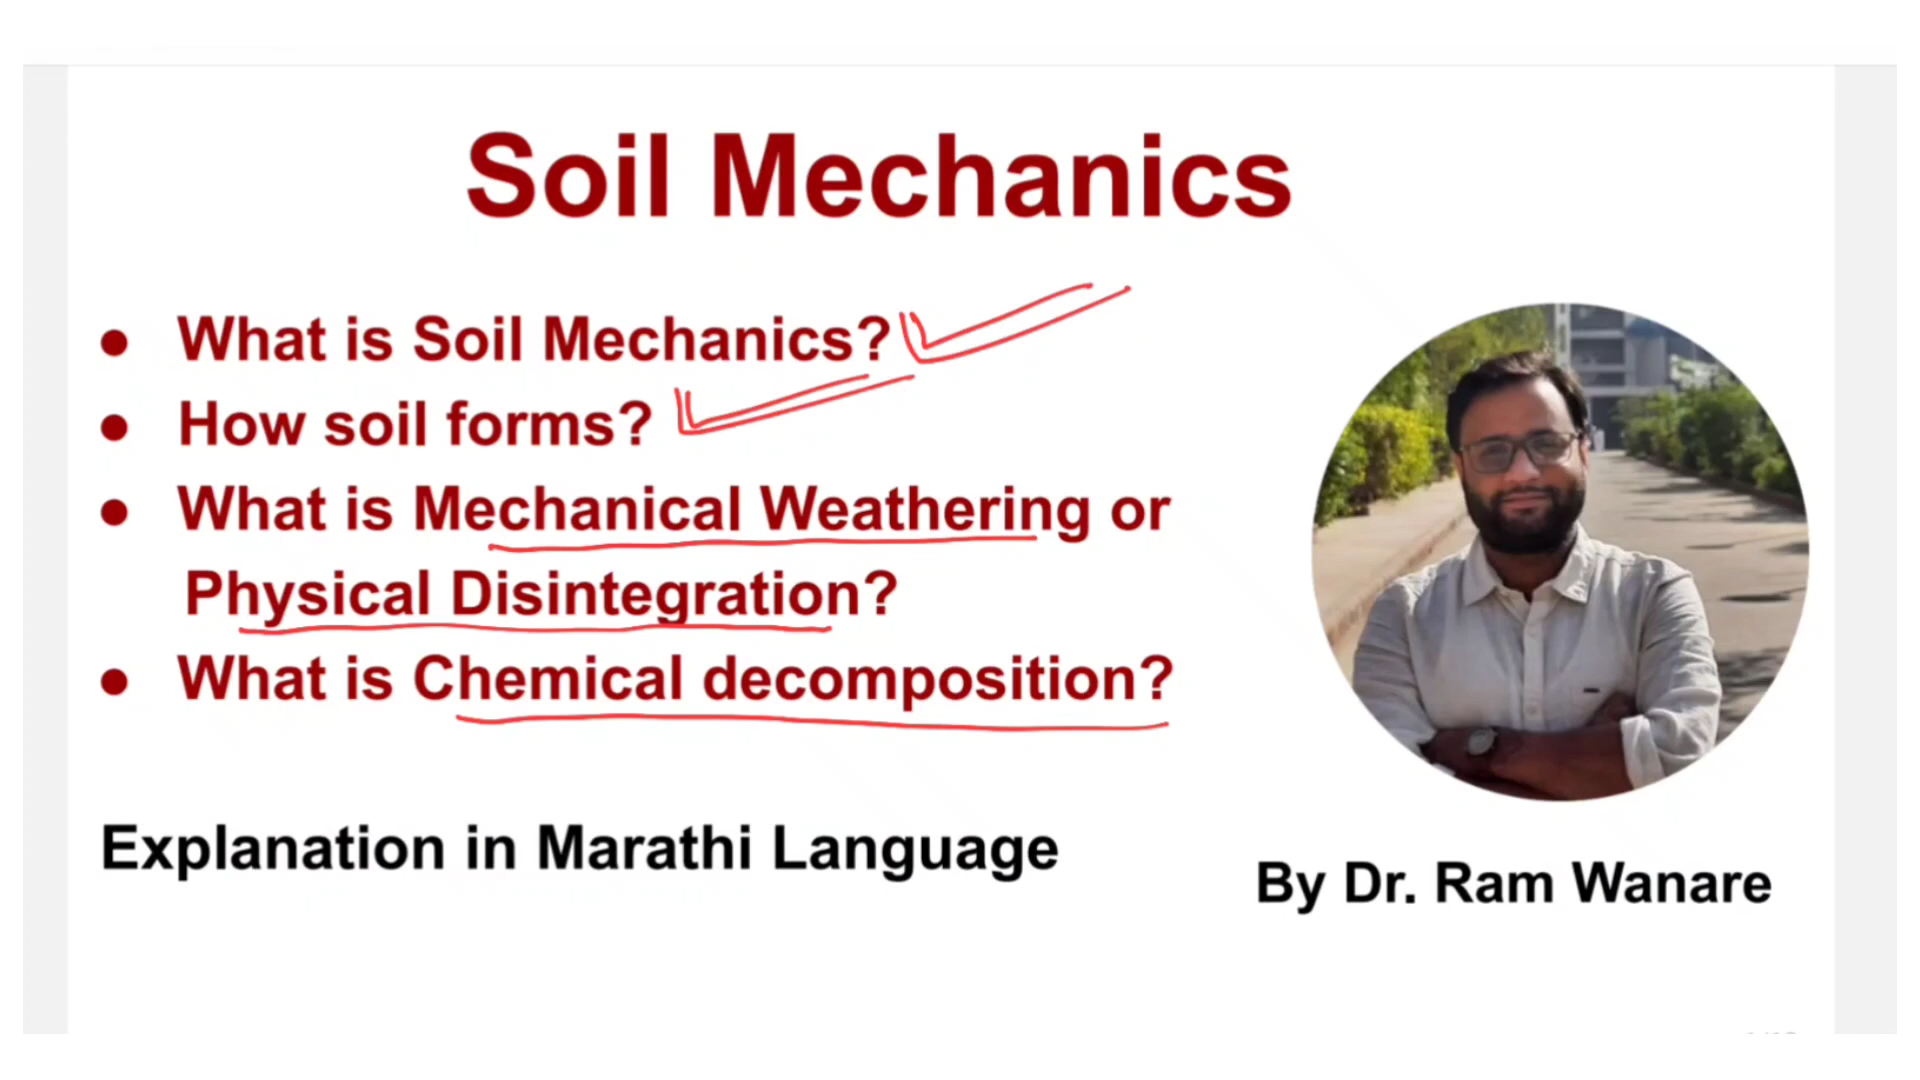 Soil Mechanics
● What is Soil Mechanics?
● How soil forms?
● What is Mechanical Weathering or
Physical Disintegration?
● What is Chemical decomposition?
Explanation in Marathi Language
By Dr. Ram Wanare